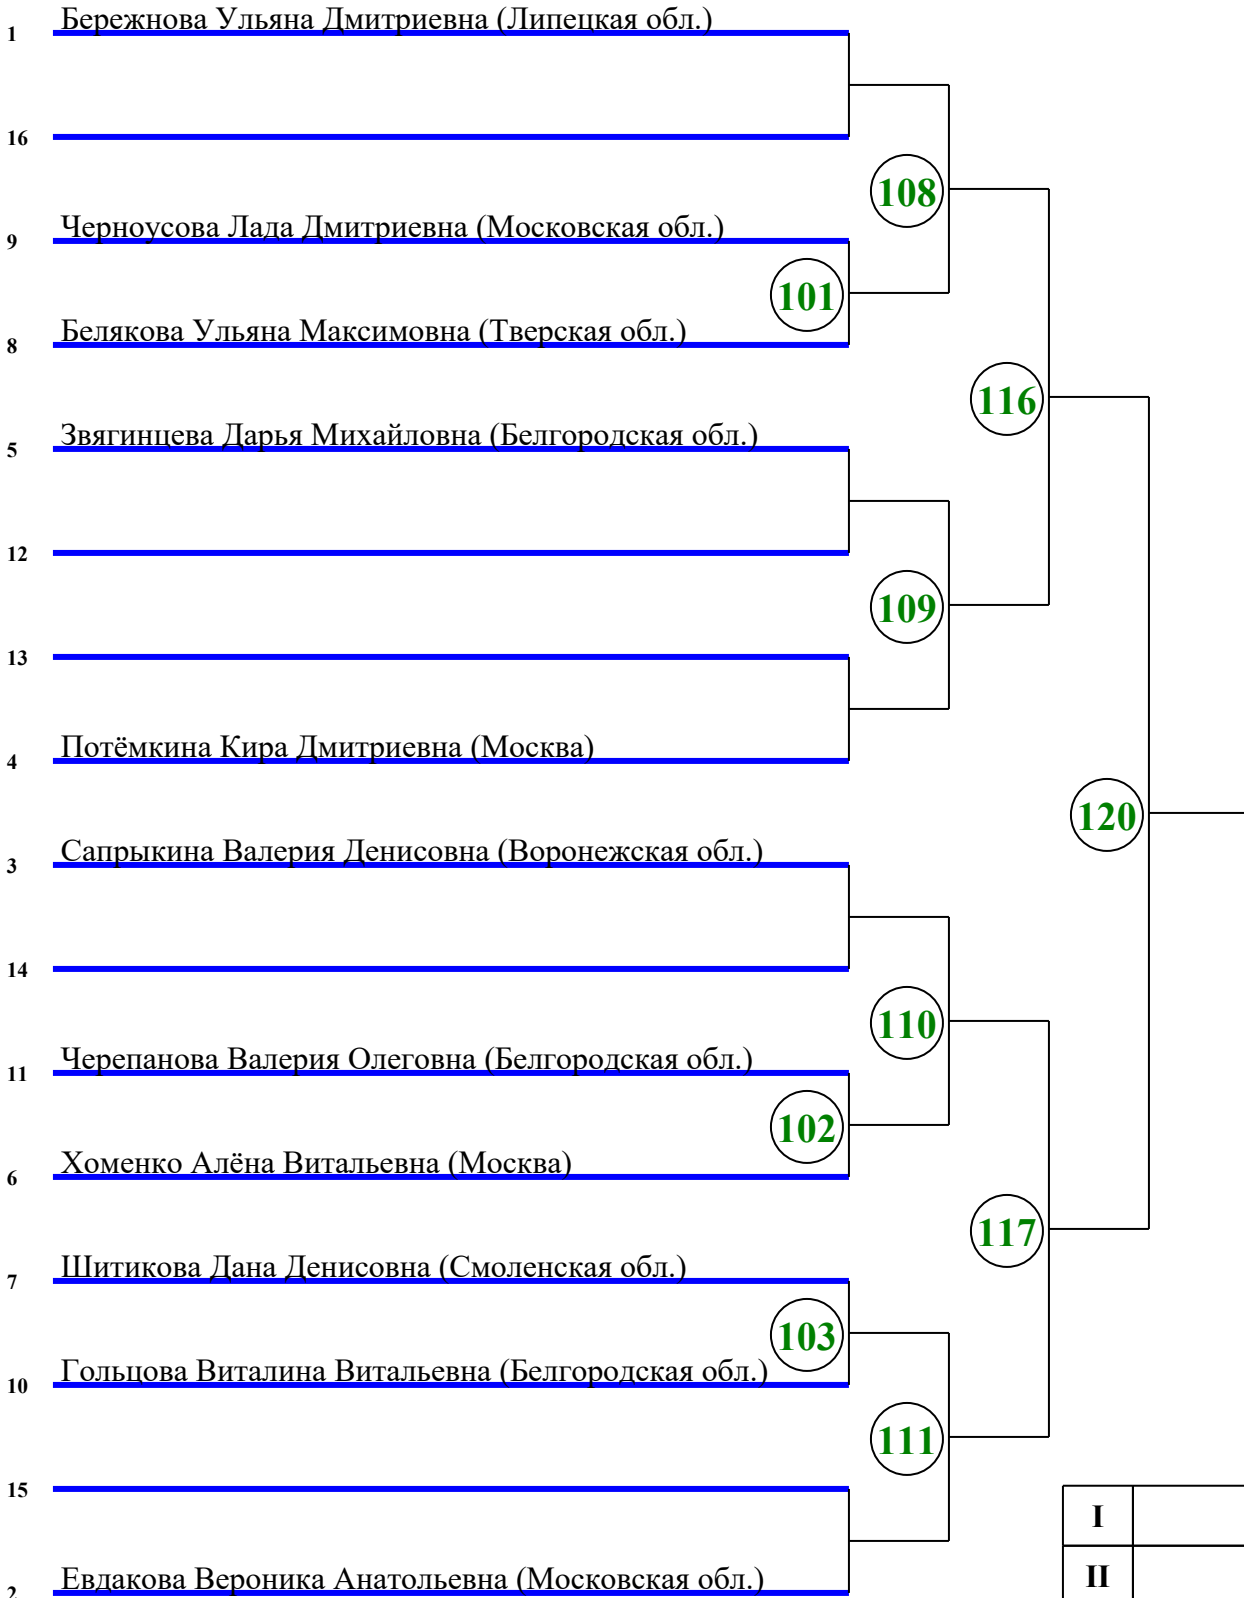 1 Бережнова Ульяна Дмитриевна (Липецкая обл.)
16
108
9 Черноусова Лада Дмитриевна (Московская обл.)
101
8 Белякова Ульяна Максимовна (Тверская обл.)
116
5 Звягинцева Дарья Михайловна (Белгородская обл.)
12
109
13
4 Потёмкина Кира Дмитриевна (Москва)
120
3 Сапрыкина Валерия Денисовна (Воронежская обл.)
14
110
11 Черепанова Валерия Олеговна (Белгородская обл.)
102
6 Хоменко Алёна Витальевна (Москва)
117
7 Шитикова Дана Денисовна (Смоленская обл.)
103
10 Гольцова Виталина Витальевна (Белгородская обл.)
111
15
I
II
2 Евдакова Вероника Анатольевна (Московская обл.)